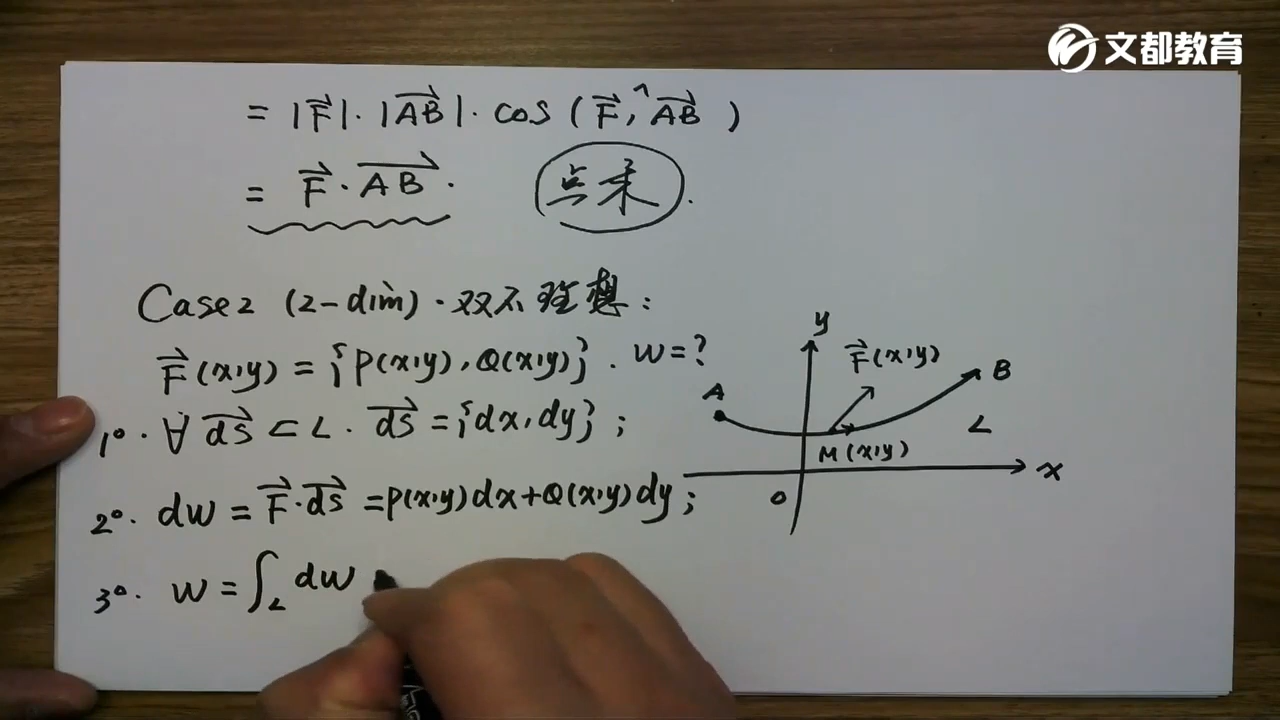 文都教育
= |F⃗|·|AB⃗|·cos(F⃗,^AB⃗)
= F⃗·AB⃗. 点乘.
Case2 (2-dim)·双不理想:
F⃗(x,y) = {P(x,y), Q(x,y)}. W=?
1°. ∀ ds⃗ ⊂ L. ds⃗ = {dx, dy};
2°. dw = F⃗·ds⃗ = P(x,y)dx+Q(x,y)dy;
3°. W = ∫_L dw
y
F⃗(x,y)
A
B
L
M(x,y)
x
0